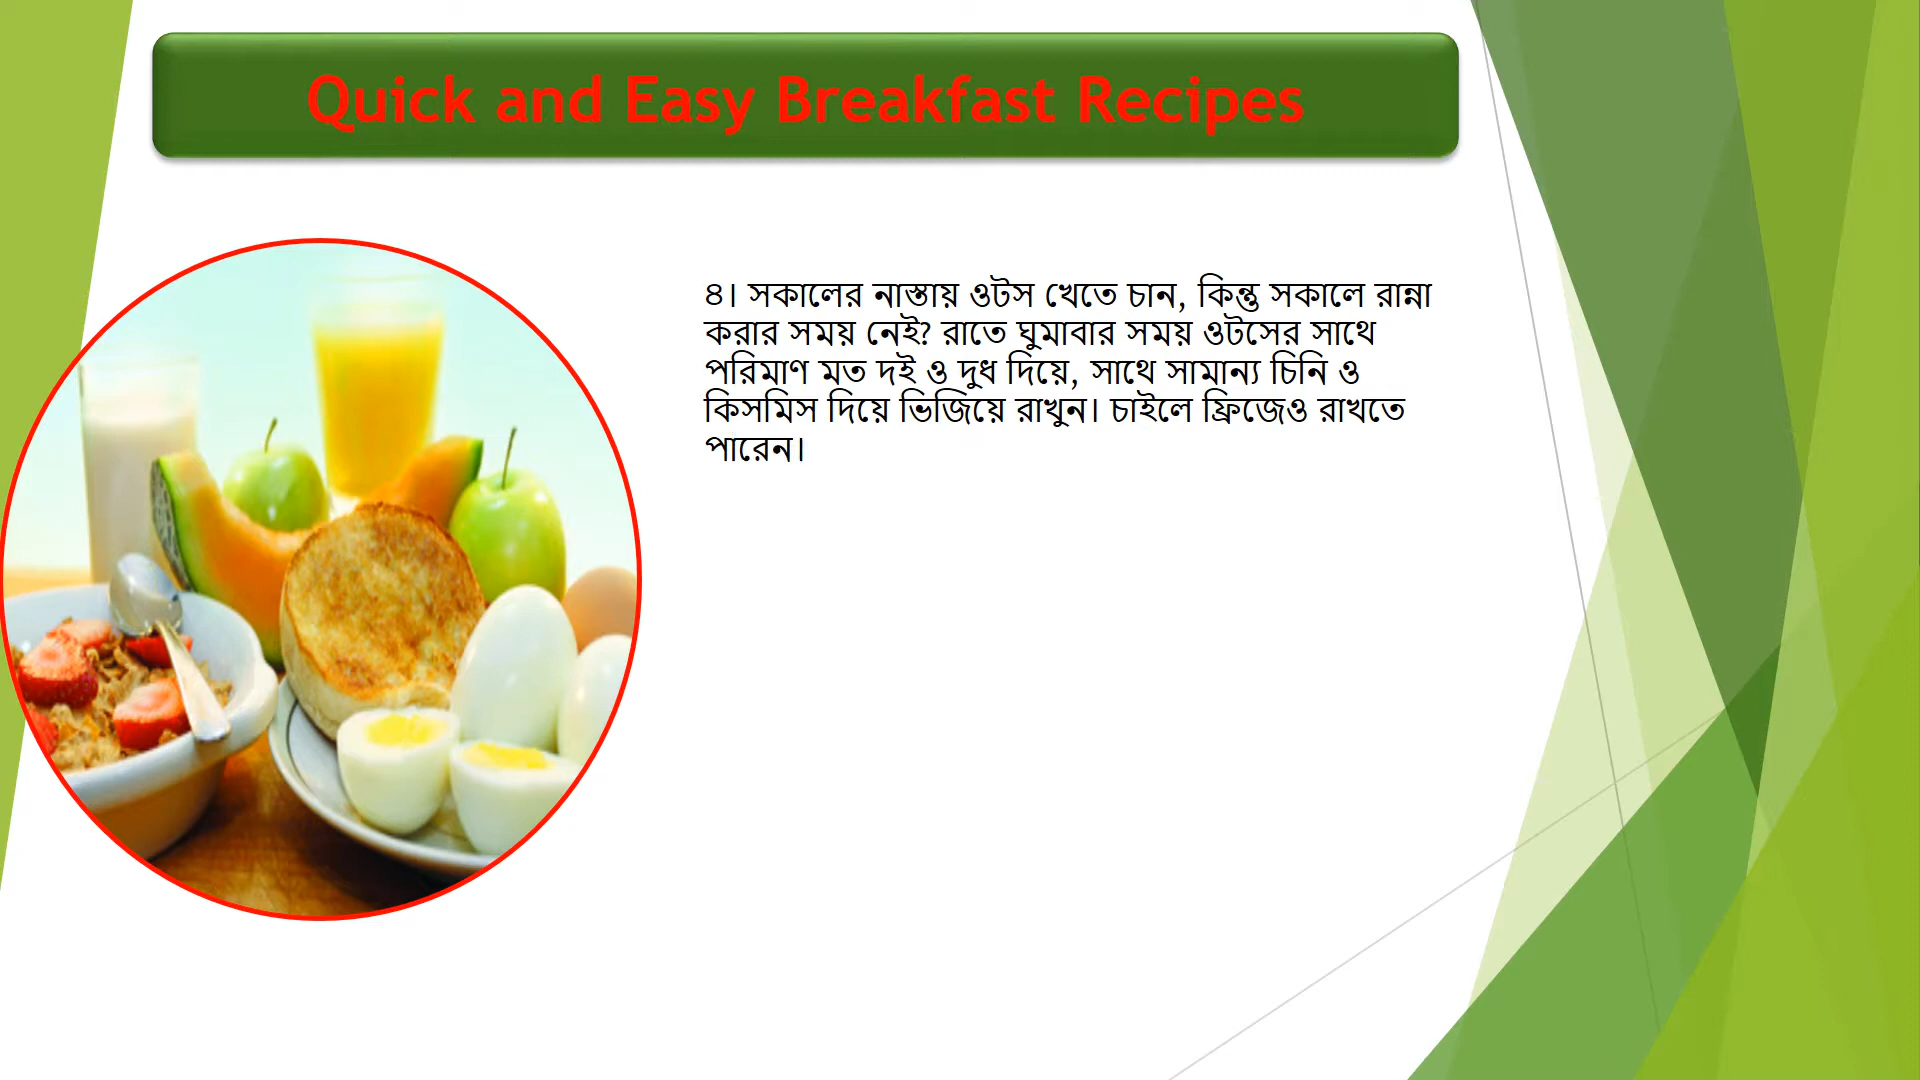 Quick and Easy Breakfast Recipes
৪। সকালের নাস্তায় ওটস খেতে চান, কিন্তু সকালে রান্না
করার সময় নেই? রাতে ঘুমাবার সময় ওটসের সাথে
পরিমাণ মত দই ও দুধ দিয়ে, সাথে সামান্য চিনি ও
কিসমিস দিয়ে ভিজিয়ে রাখুন। চাইলে ফ্রিজেও রাখতে
পারেন।